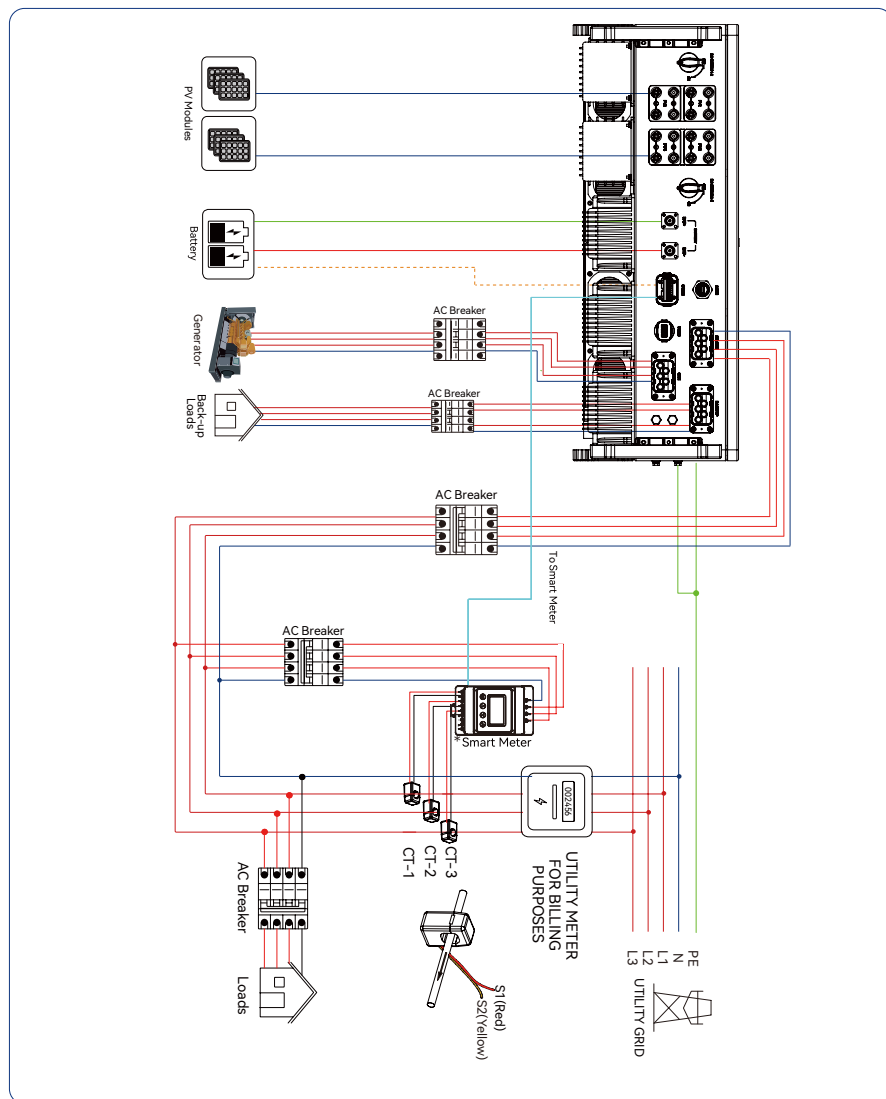 PV Modules
Battery
Generator
Back-up
Loads
AC Breaker
AC Breaker
AC Breaker
To Smart Meter
AC Breaker
* Smart Meter
002456
UTILITY METER
FOR BILLING
PURPOSES
CT-1
CT-2
CT-3
AC Breaker
Loads
S1(Red)
S2(Yellow)
PE
N
L1
L2
L3
UTILITY GRID